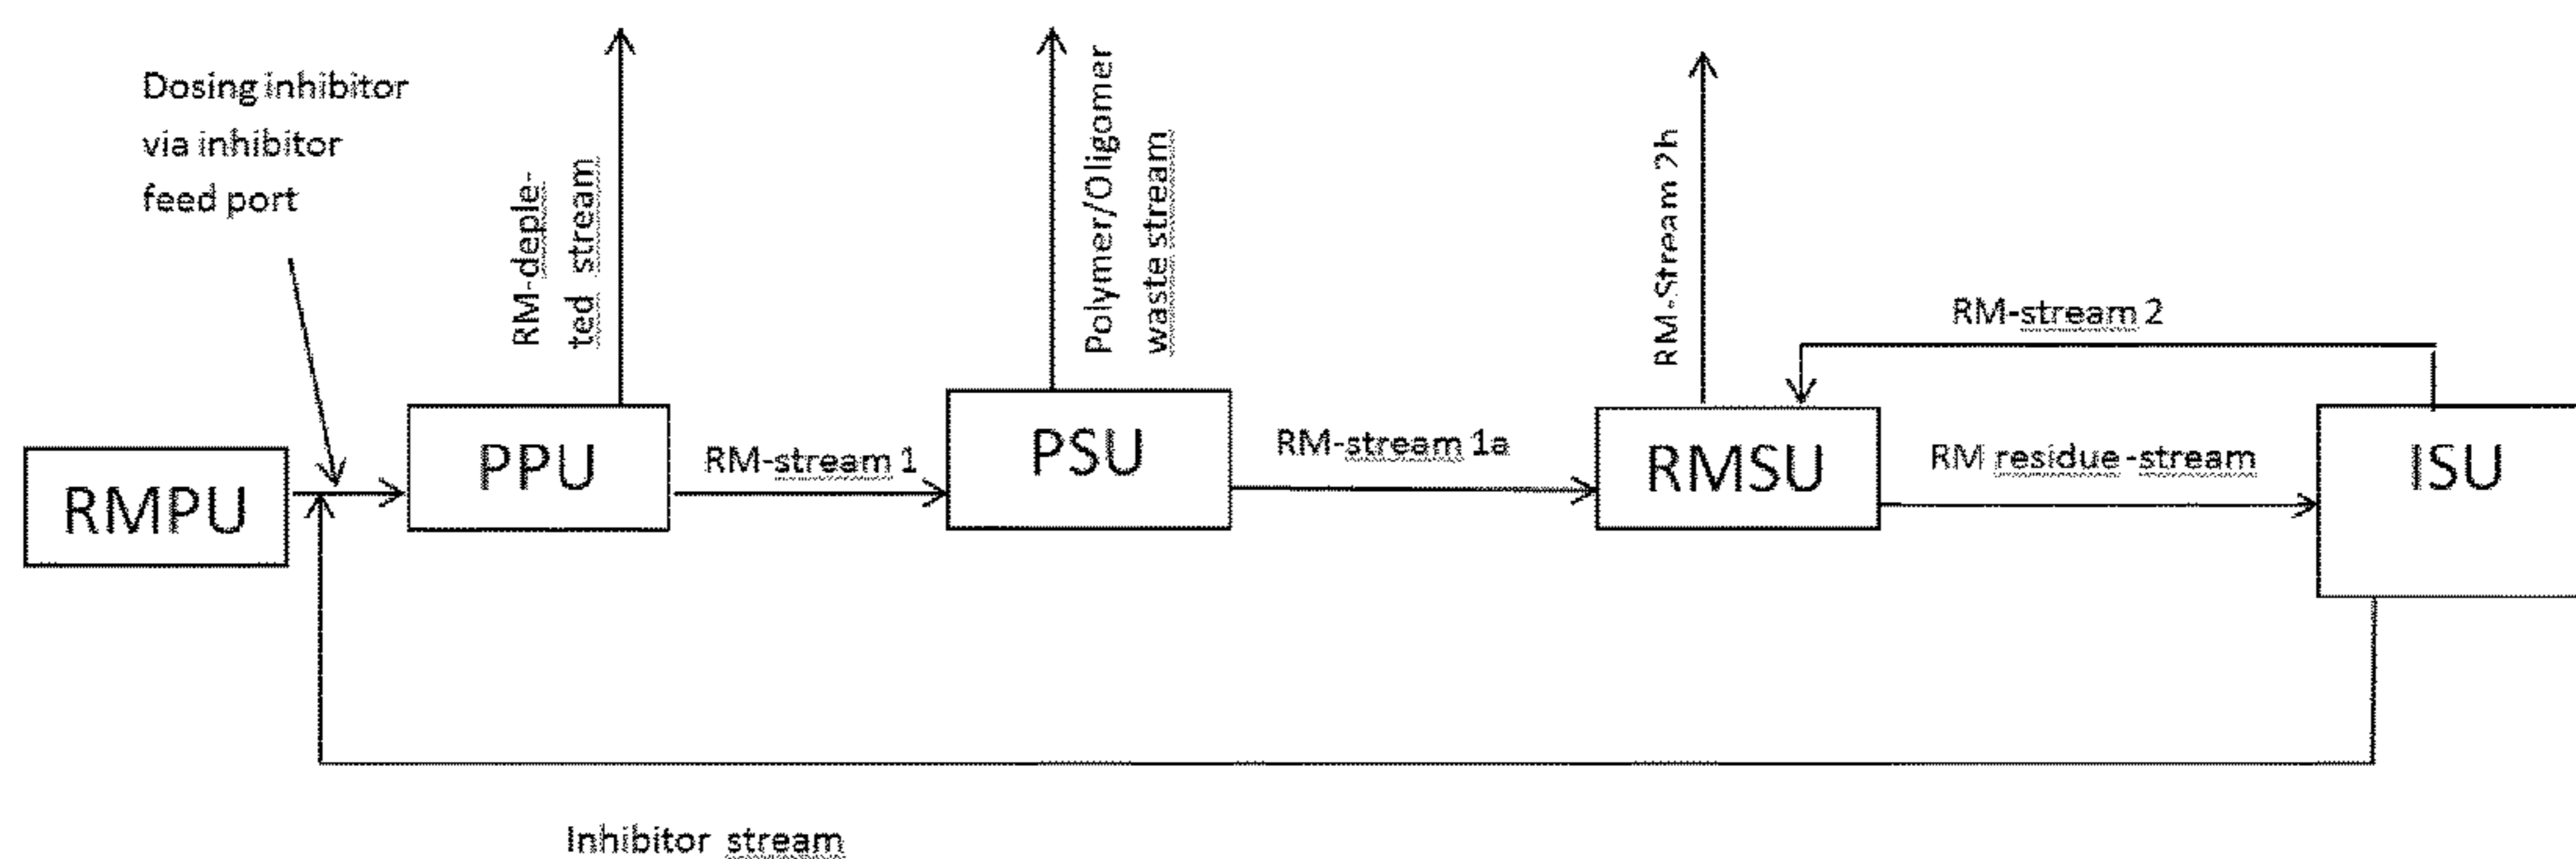 Dosing inhibitor
via inhibitor
feed port
RM-deple-
ted stream
Polymer/Oligomer
waste stream
RM-Stream 2b
RM-stream 2
RMPU
PPU
RM-stream 1
PSU
RM-stream 1a
RMSU
RM residue-stream
ISU
Inhibitor stream